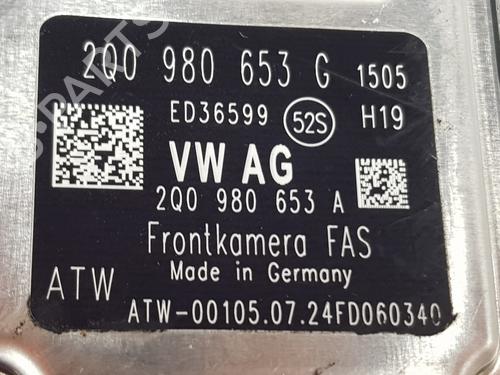 2Q0 980 653 G 1505
ED36599 52S H19
VW AG
2Q0 980 653 A
Frontkamera FAS
ATW Made in Germany
ATW-00105.07.24FD060340